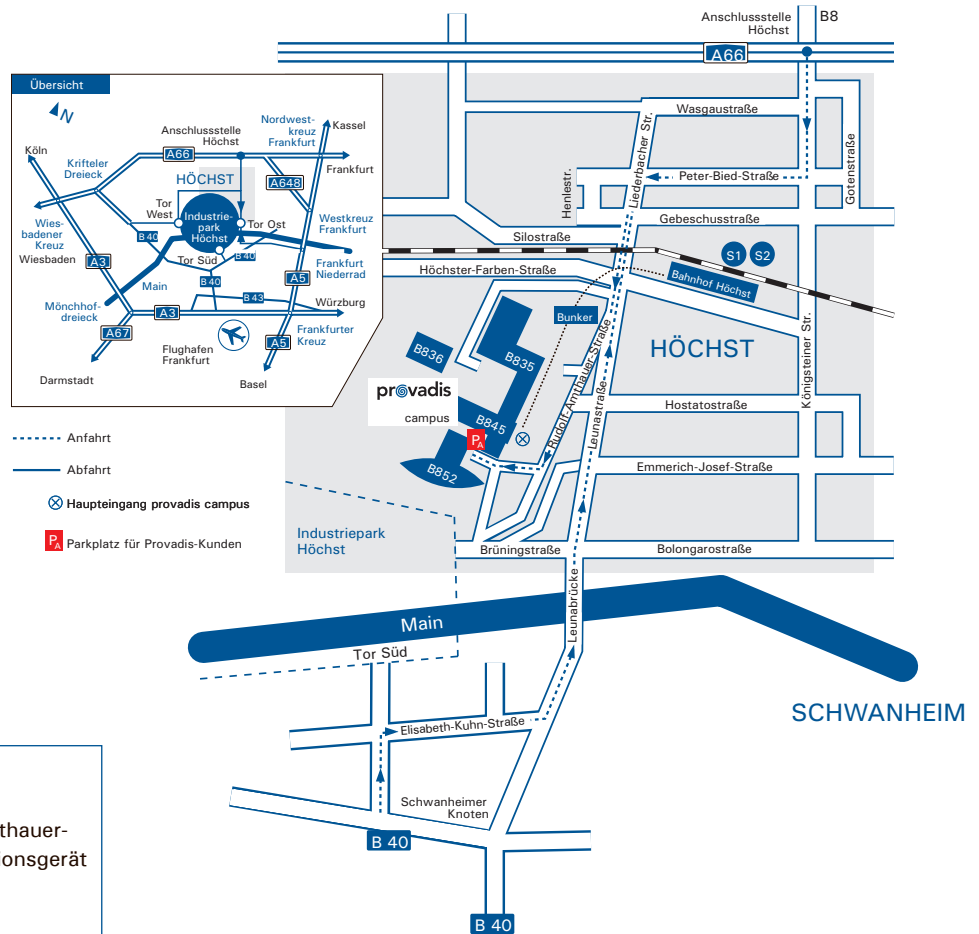 Anschlussstelle
Höchst
B8
A66
Übersicht
N
Köln
Krifteler
Dreieck
Anschlussstelle
Höchst
A66
Nordwest-
kreuz
Frankfurt
Kassel
Frankfurt
HÖCHST
A648
Tor
West
Industrie-
park
Höchst
Tor Ost
Westkreuz
Frankfurt
Wies-
badener
Kreuz
Wiesbaden
B 40
Tor Süd
B 40
B 40
A3
Main
A5
Frankfurt
Niederrad
Mönchhof-
dreieck
A3
B 43
Würzburg
A67
Flughafen
Frankfurt
A5
Frankfurter
Kreuz
Darmstadt
Basel
Wasgaustraße
Liederbacher Str.
Gotenstraße
Henlestr.
Peter-Bied-Straße
Gebeschusstraße
Silostraße
S1
S2
Höchster-Farben-Straße
Bahnhof Höchst
Bunker
HÖCHST
Königsteiner Str.
B836
B835
provadis
campus
B845
PA
B852
Rudolf-Amthauer-Straße
Leunastraße
Hostatostraße
Emmerich-Josef-Straße
Anfahrt
Abfahrt
Haupteingang provadis campus
PA Parkplatz für Provadis-Kunden
Industriepark
Höchst
Brüningstraße
Bolongarostraße
Leunabrücke
Main
Tor Süd
SCHWANHEIM
Elisabeth-Kuhn-Straße
Schwanheimer
Knoten
B 40
B 40
thauer-
ionsgerät